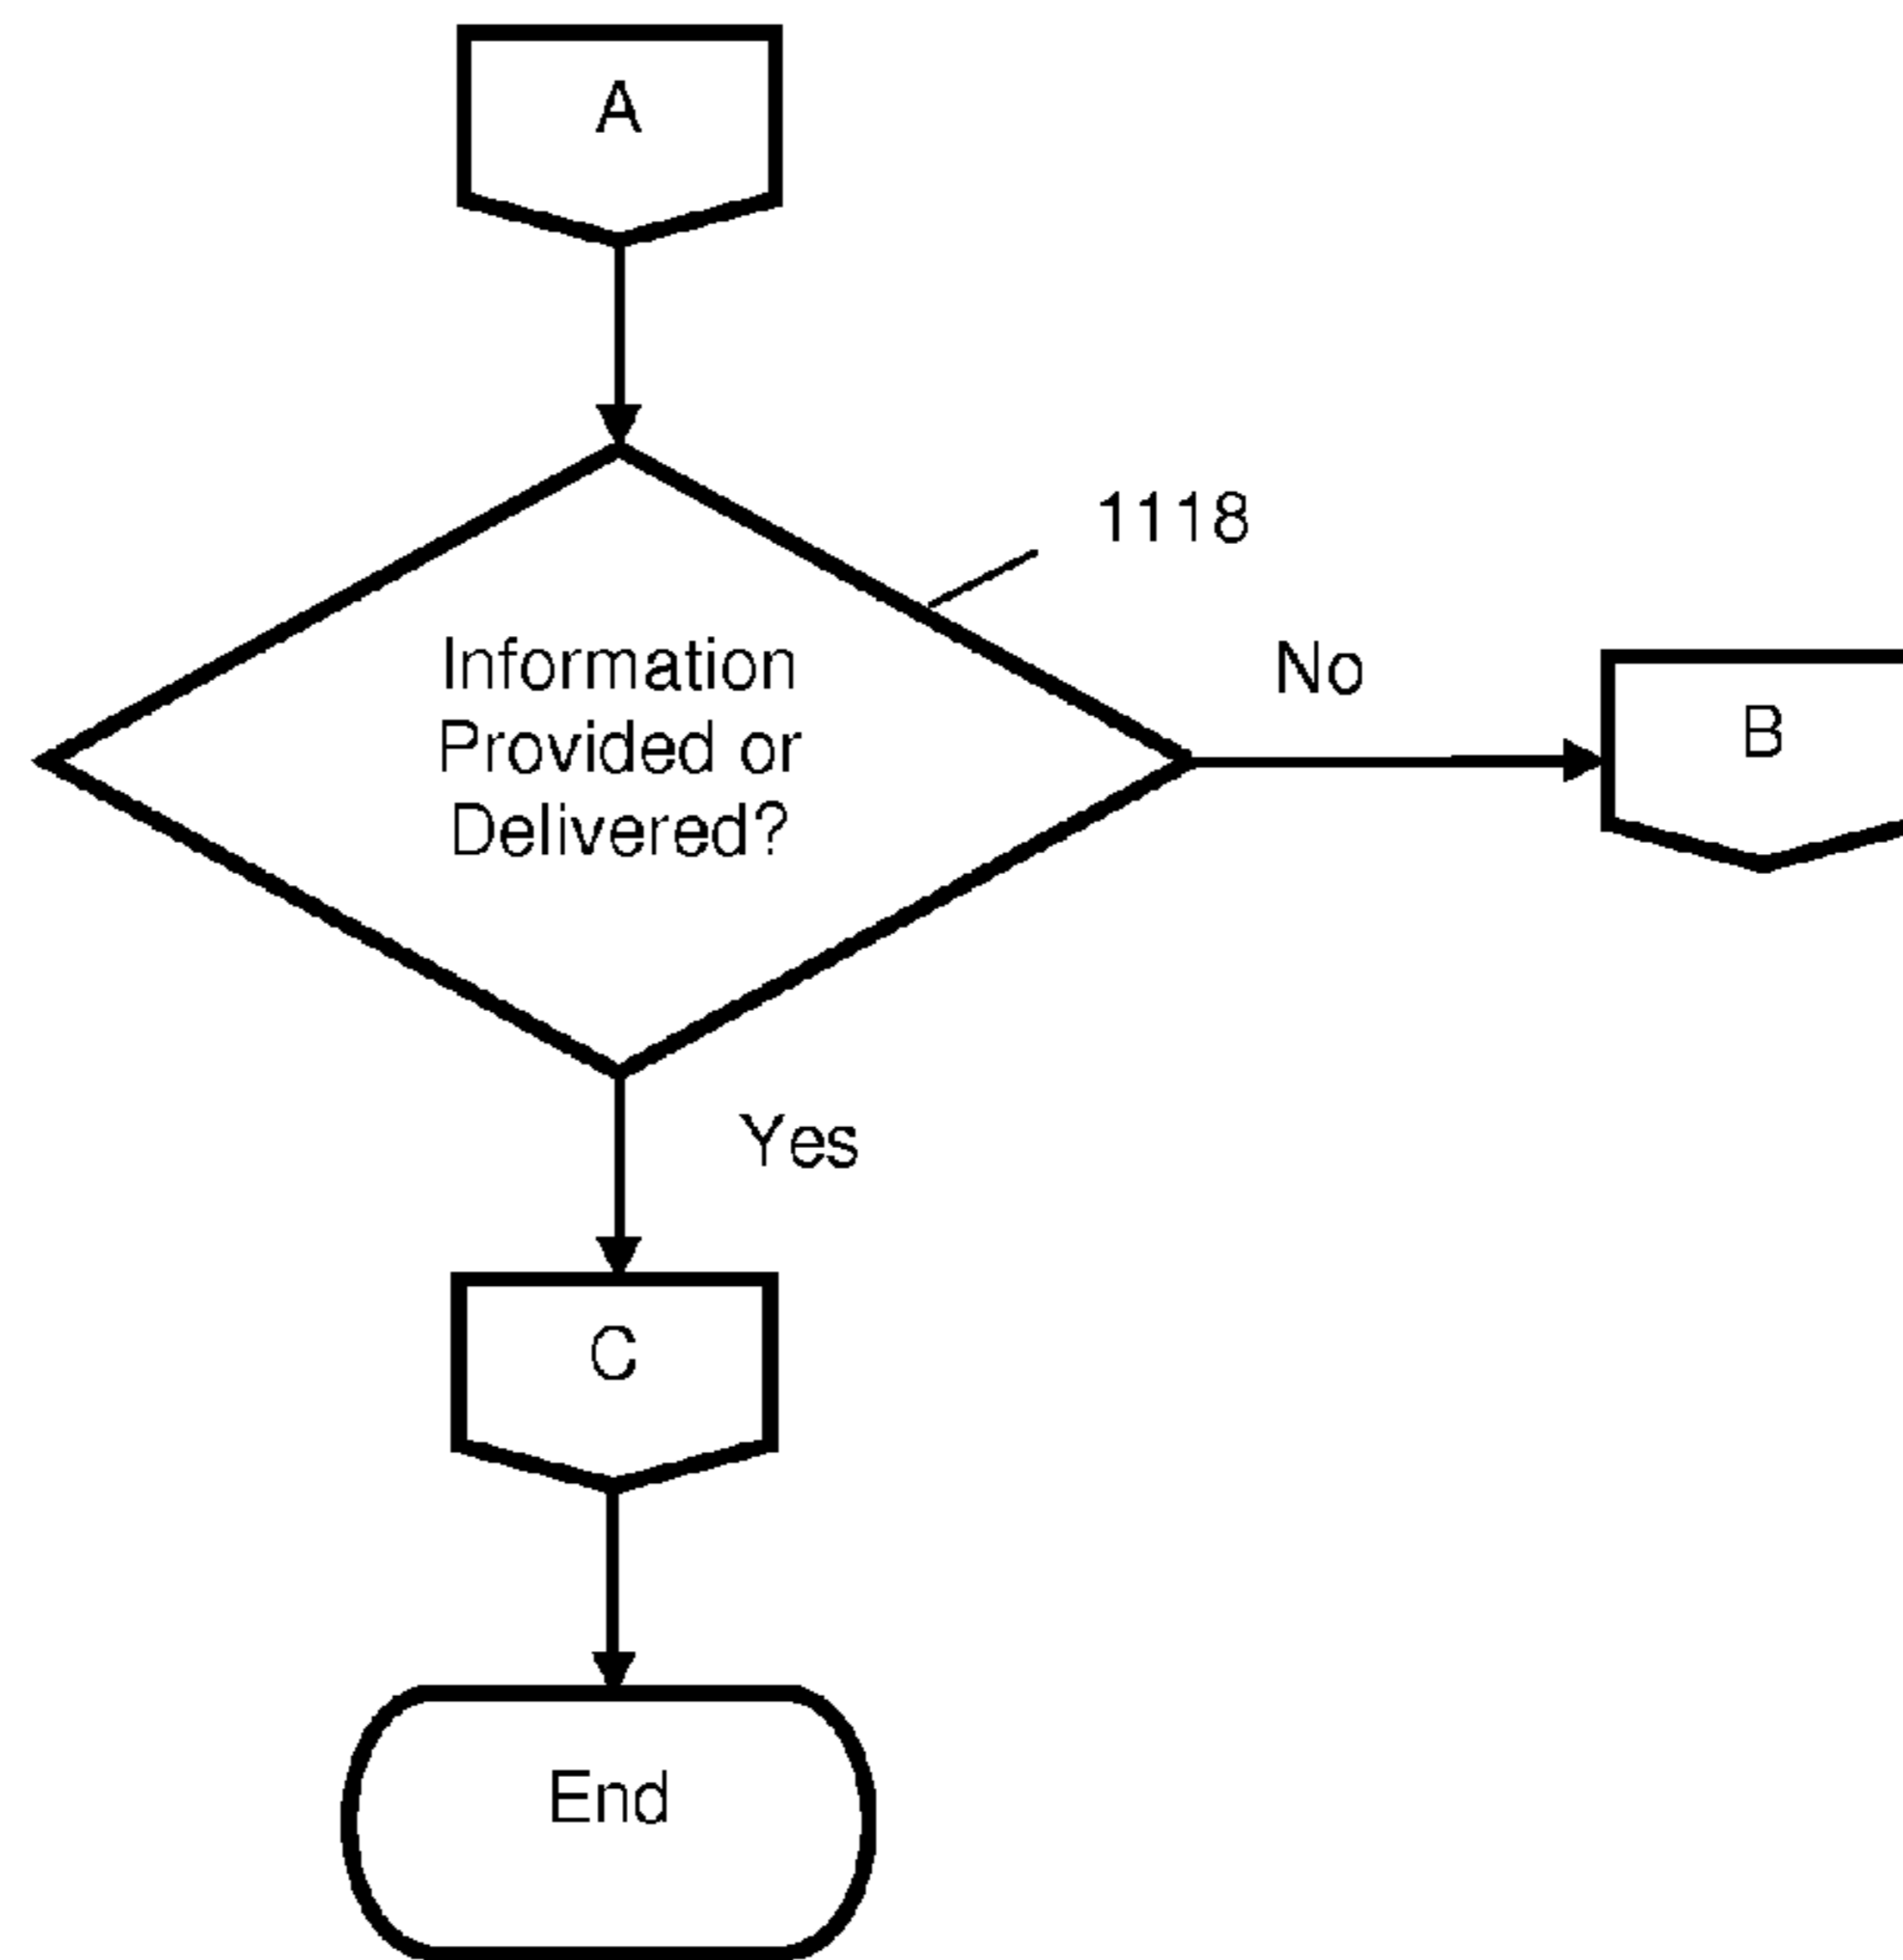 A
1118
Information
Provided or
Delivered?
No
B
Yes
C
End